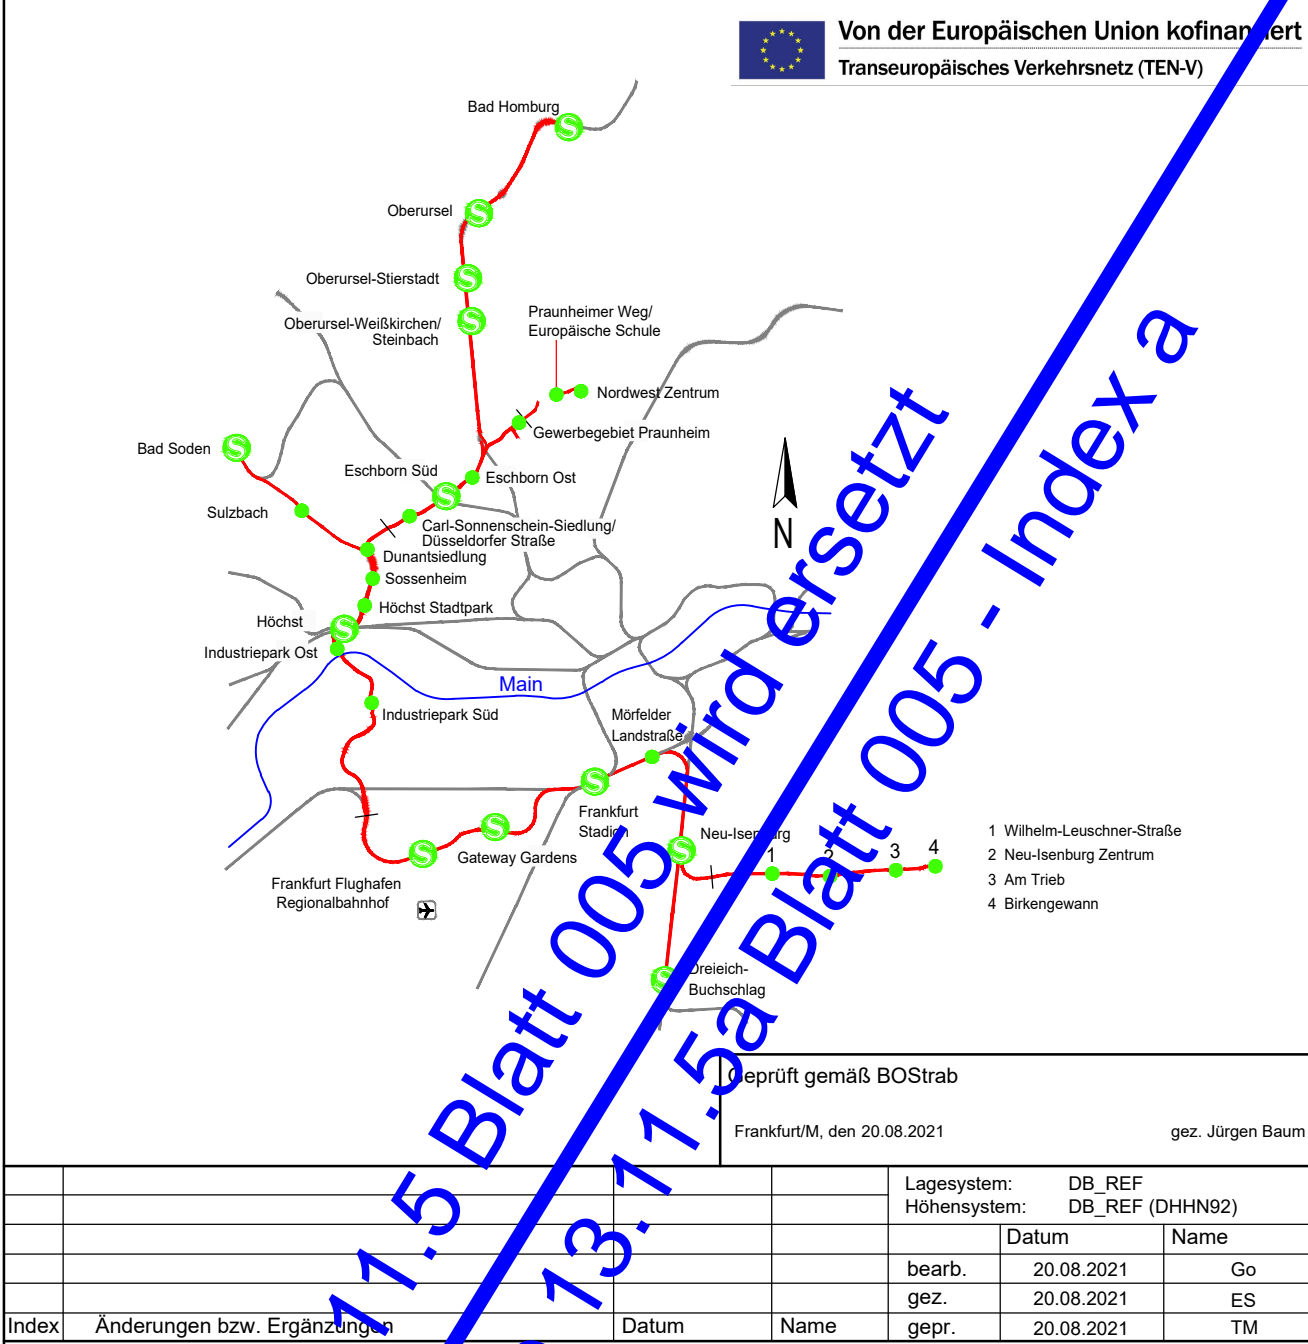 Von der Europäischen Union kofinanziert
Transeuropäisches Verkehrsnetz (TEN-V)
Bad Homburg
Oberursel
Oberursel-Stierstadt
Oberursel-Weißkirchen/
Steinbach
Praunheimer Weg/
Europäische Schule
Nordwest Zentrum
Gewerbegebiet Praunheim
Bad Soden
Eschborn Süd
Eschborn Ost
Sulzbach
Carl-Sonnenschein-Siedlung/
Düsseldorfer Straße
N
Dunantsiedlung
Sossenheim
Höchst Stadtpark
Höchst
Industriepark Ost
Main
Industriepark Süd
Mörfelder
Landstraße
Frankfurt
Stadion
Neu-Isenburg
Gateway Gardens
Frankfurt Flughafen
Regionalbahnhof
1
2
3
4
1 Wilhelm-Leuschner-Straße
2 Neu-Isenburg Zentrum
3 Am Trieb
4 Birkengewann
Dreieich-
Buchschlag
11.5 Blatt 005 wird ersetzt
13.11.5a Blatt 005 - Index a
Geprüft gemäß BOStrab
Frankfurt/M, den 20.08.2021 gez. Jürgen Baum
Lagesystem: DB_REF
Höhensystem: DB_REF (DHHN92)
Datum Name
bearb. 20.08.2021 Go
gez. 20.08.2021 ES
Index Änderungen bzw. Ergänzungen Datum Name gepr. 20.08.2021 TM